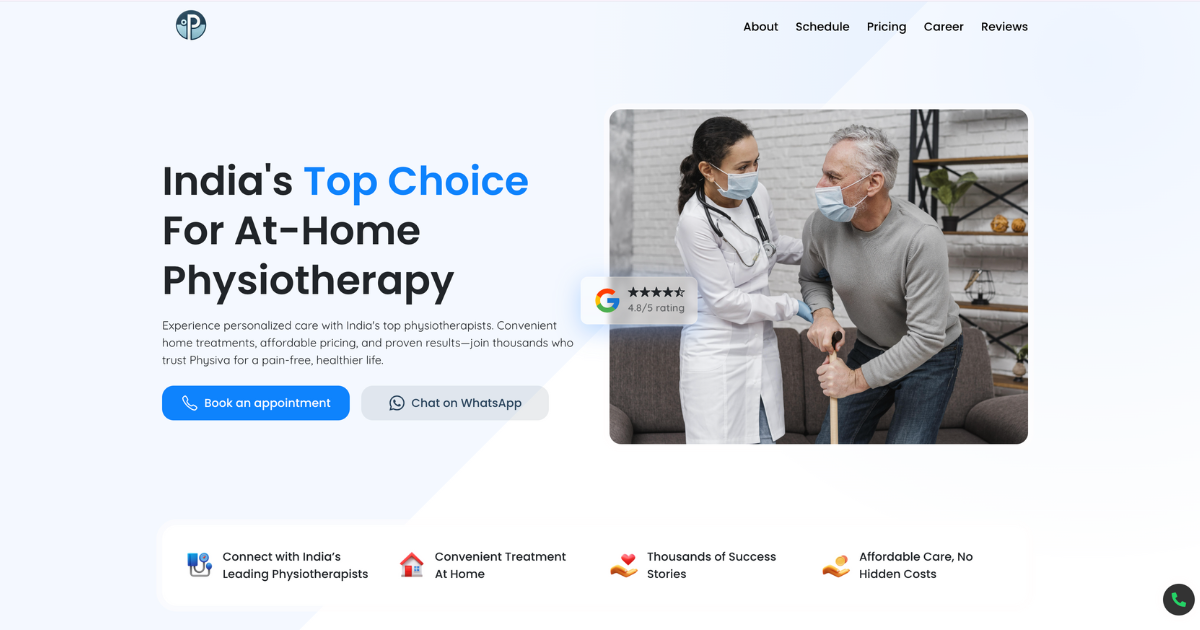 P
About Schedule Pricing Career Reviews
India's Top Choice
For At-Home
Physiotherapy
Experience personalized care with India's top physiotherapists. Convenient
home treatments, affordable pricing, and proven results—join thousands who
trust Physiva for a pain-free, healthier life.
Book an appointment
Chat on WhatsApp
G
4.8/5 rating
Connect with India’s
Leading Physiotherapists
Convenient Treatment
At Home
Thousands of Success
Stories
Affordable Care, No
Hidden Costs